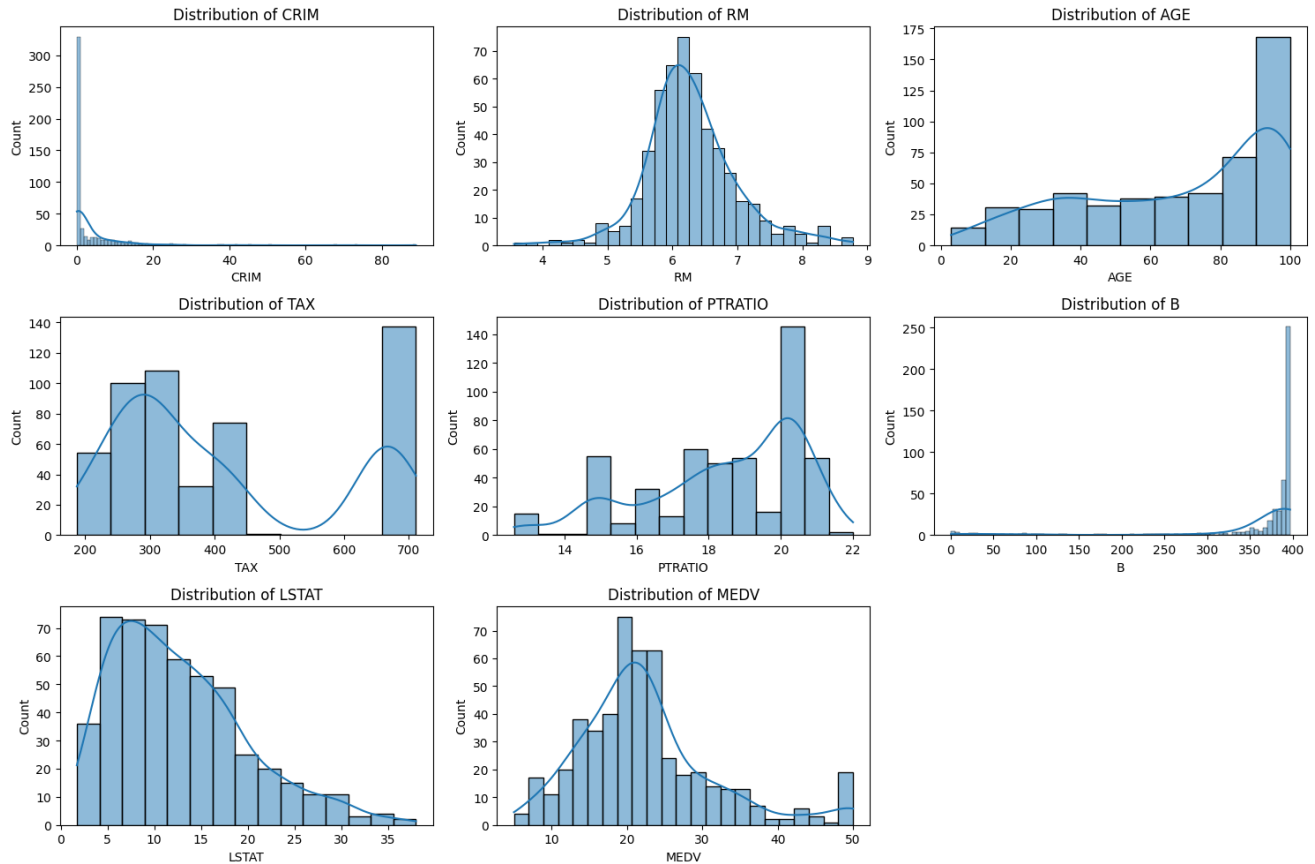 Distribution of CRIM
Distribution of RM
Distribution of AGE
Count
300
250
200
150
100
50
0
0 20 40 60 80
CRIM
Count
70
60
50
40
30
20
10
0
4 5 6 7 8 9
RM
Count
175
150
125
100
75
50
25
0
0 20 40 60 80 100
AGE
Distribution of TAX
Distribution of PTRATIO
Distribution of B
Count
140
120
100
80
60
40
20
0
200 300 400 500 600 700
TAX
Count
140
120
100
80
60
40
20
0
14 16 18 20 22
PTRATIO
Count
250
200
150
100
50
0
0 50 100 150 200 250 300 350 400
B
Distribution of LSTAT
Distribution of MEDV
Count
70
60
50
40
30
20
10
0
0 5 10 15 20 25 30 35
LSTAT
Count
70
60
50
40
30
20
10
0
10 20 30 40 50
MEDV